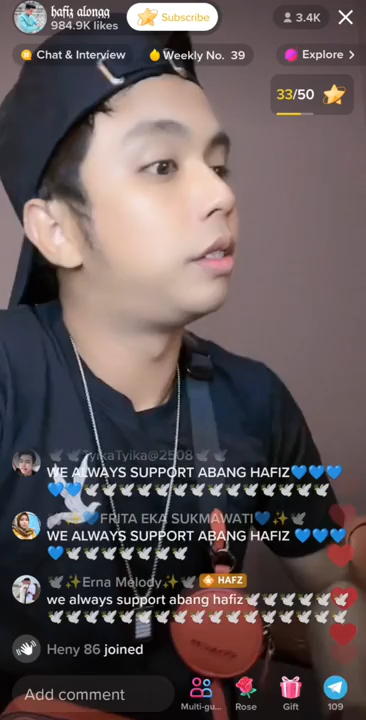 hafiz alongg
984.9K likes
Subscribe
3.4K
Chat & Interview
Weekly No. 39
Explore >
33/50
TyikaTyika@2508
WE ALWAYS SUPPORT ABANG HAFIZ💙💙💙
💙💙🕊🕊🕊🕊🕊🕊🕊🕊🕊🕊🕊🕊🕊
🕊✨💙FRITA EKA SUKMAWATI💙✨🕊
WE ALWAYS SUPPORT ABANG HAFIZ 💙💙💙
💙🕊🕊🕊🕊🕊🕊🕊
🕊✨Erna Melody✨🕊 HAFZ
we always support abang hafiz🕊🕊🕊🕊🕊🕊
🕊🕊🕊🕊🕊🕊🕊🕊🕊🕊🕊🕊🕊🕊🕊🕊🕊
Heny 86 joined
Add comment
Multi-gu...
Rose
Gift
109